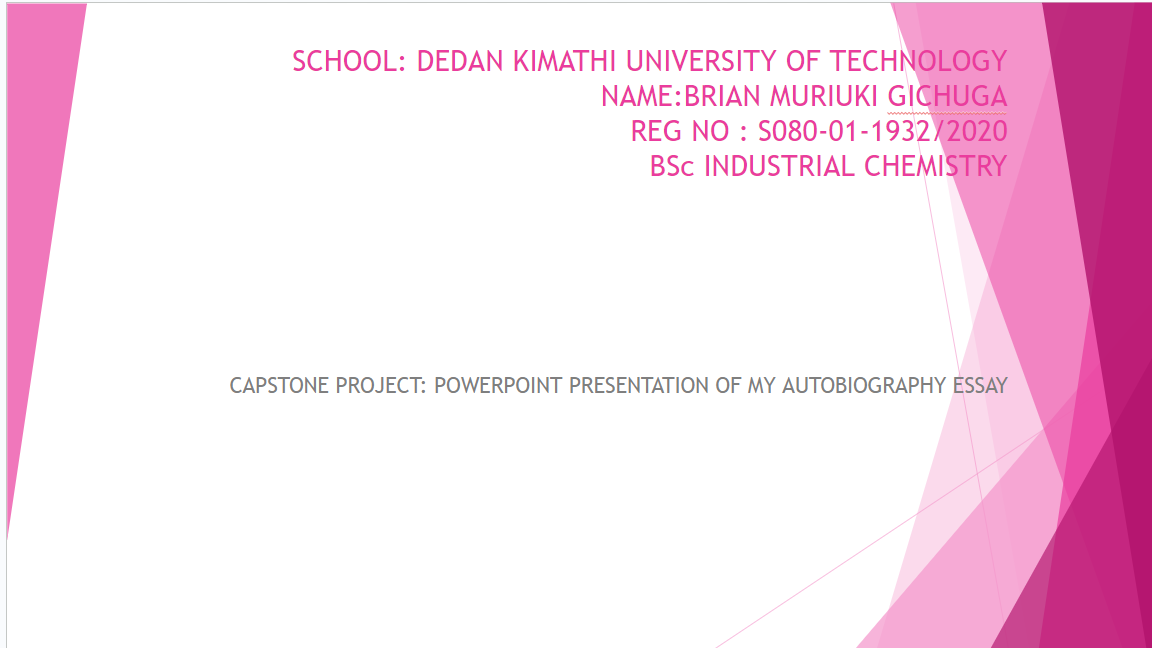 SCHOOL: DEDAN KIMATHI UNIVERSITY OF TECHNOLOGY
NAME:BRIAN MURIUKI GICHUGA
REG NO : S080-01-1932/2020
BSc INDUSTRIAL CHEMISTRY
CAPSTONE PROJECT: POWERPOINT PRESENTATION OF MY AUTOBIOGRAPHY ESSAY